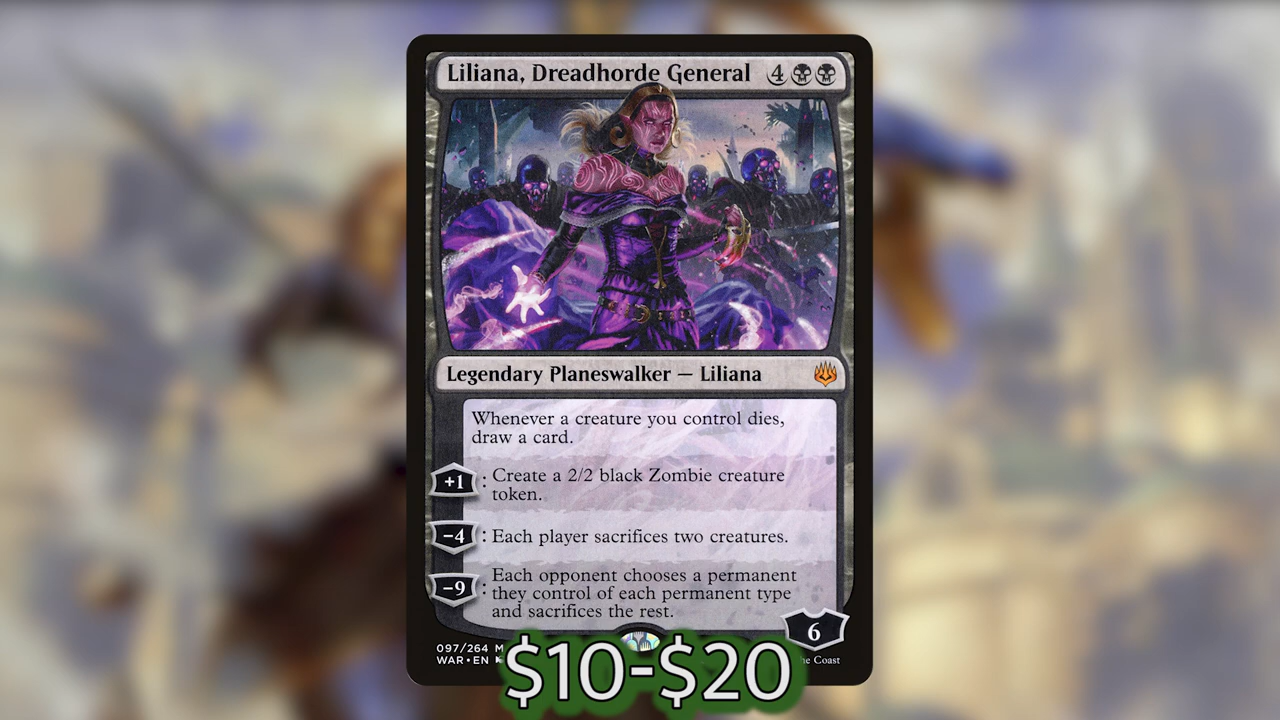 Liliana, Dreadhorde General 4
Legendary Planeswalker — Liliana
Whenever a creature you control dies,
draw a card.
+1 : Create a 2/2 black Zombie creature
token.
−4 : Each player sacrifices two creatures.
−9 : Each opponent chooses a permanent
they control of each permanent type
and sacrifices the rest.
6
097/264 M
WAR • EN
Coast
$10-$20